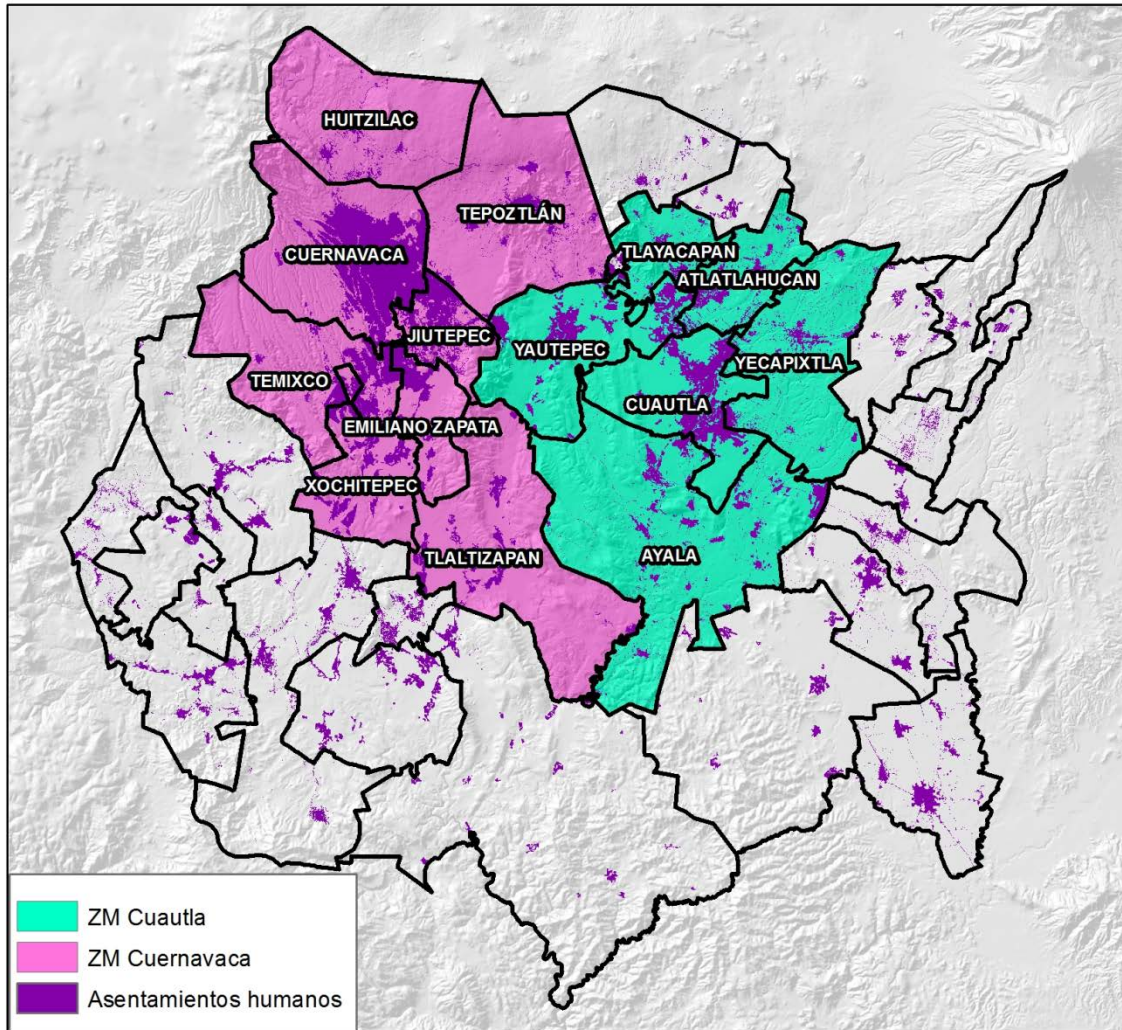 HUITZILAC
TEPOZTLÁN
CUERNAVACA
TLAYACAPAN
ATLATLAHUCAN
JIUTEPEC
YAUTEPEC
YECAPIXTLA
TEMIXCO
CUAUTLA
EMILIANO ZAPATA
XOCHITEPEC
TLALTIZAPAN
AYALA
ZM Cuautla
ZM Cuernavaca
Asentamientos humanos